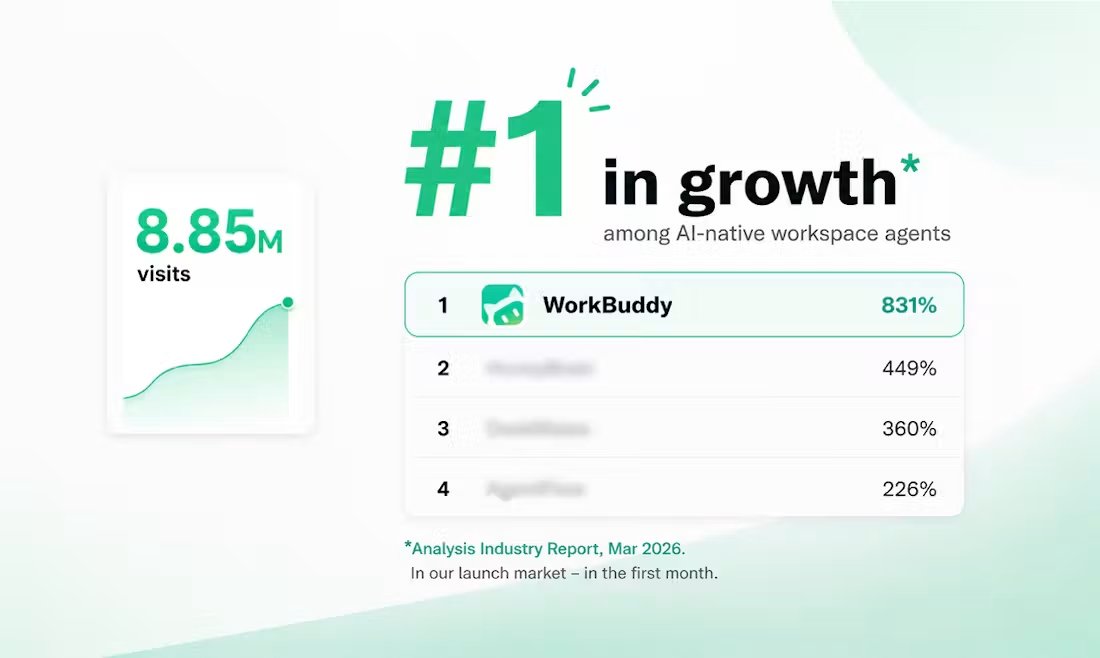 8.85M
visits
#1 in growth*
among AI-native workspace agents
1 WorkBuddy 831%
2 449%
3 360%
4 226%
*Analysis Industry Report, Mar 2026.
In our launch market – in the first month.